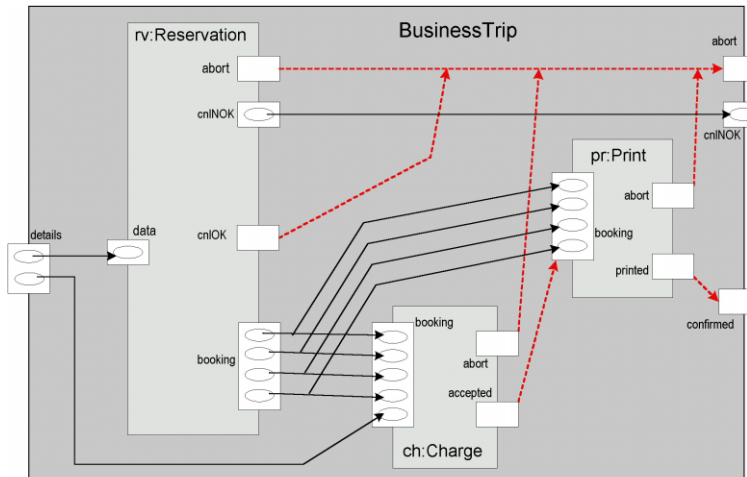 BusinessTrip
rv:Reservation
abort
abort
cnlNOK
cnlNOK
pr:Print
abort
details
data
cnlOK
booking
printed
confirmed
booking
booking
abort
accepted
ch:Charge